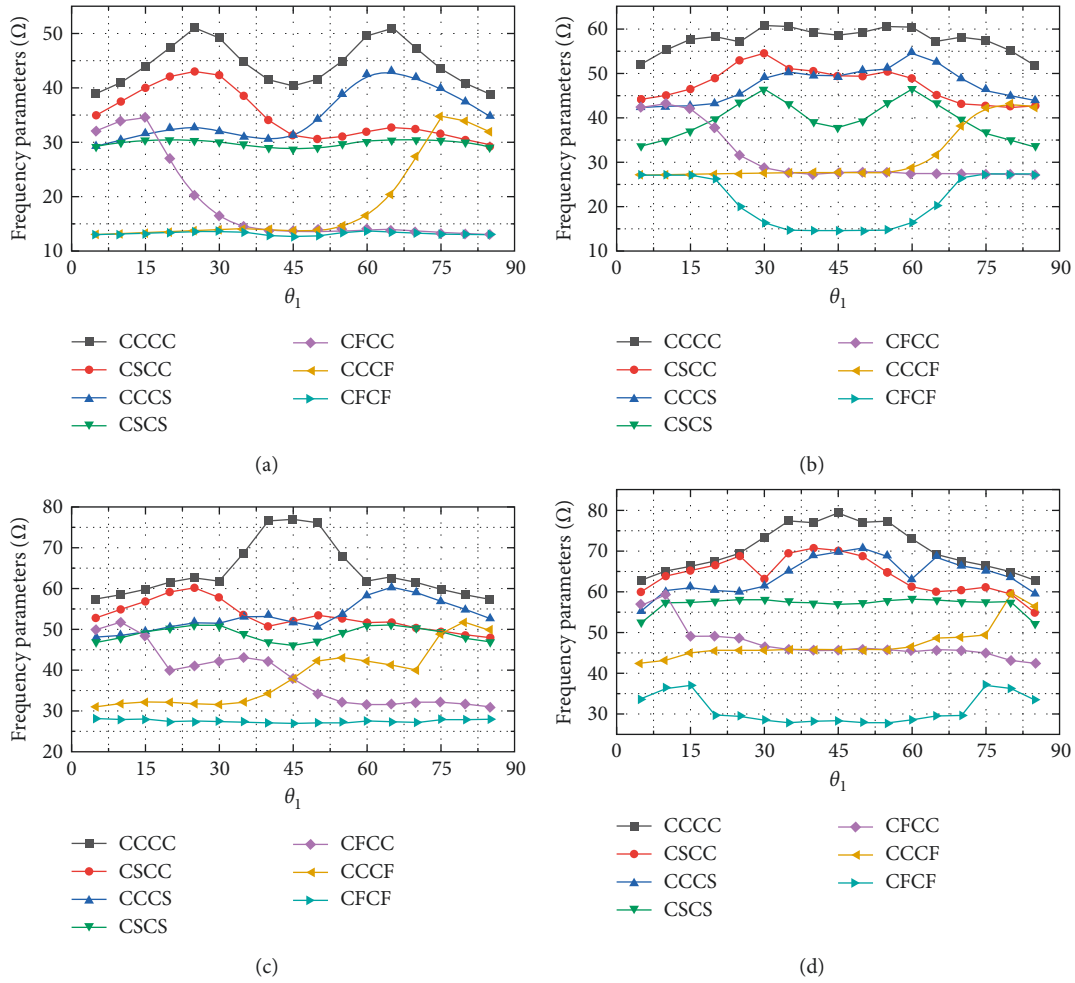 Frequency parameters (Ω)
50
40
30
20
10
0 15 30 45 60 75 90
θ1
CCCC
CSCC
CCCS
CSCS
CFCC
CCCF
CFCF
(a)
Frequency parameters (Ω)
60
50
40
30
20
10
0 15 30 45 60 75 90
θ1
CCCC
CSCC
CCCS
CSCS
CFCC
CCCF
CFCF
(b)
Frequency parameters (Ω)
80
70
60
50
40
30
20
0 15 30 45 60 75 90
θ1
CCCC
CSCC
CCCS
CSCS
CFCC
CCCF
CFCF
(c)
Frequency parameters (Ω)
80
70
60
50
40
30
0 15 30 45 60 75 90
θ1
CCCC
CSCC
CCCS
CSCS
CFCC
CCCF
CFCF
(d)